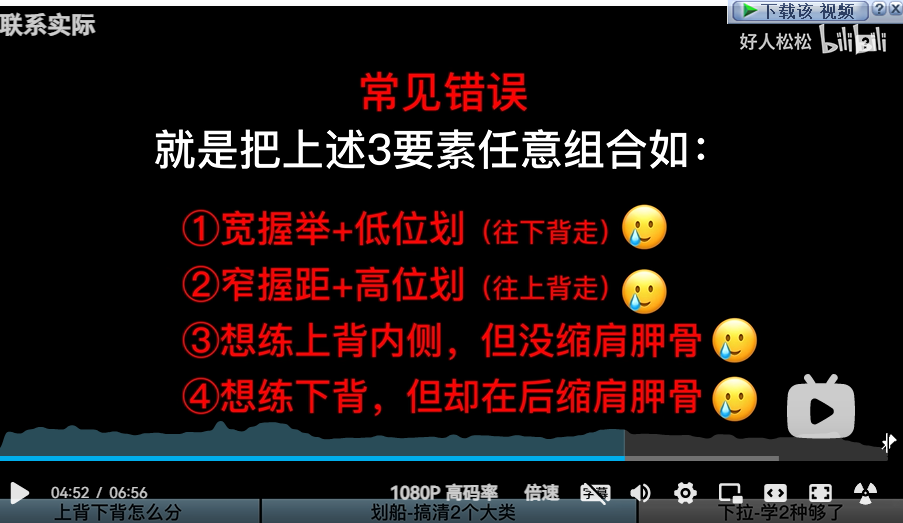 下载该 视频
联系实际
好人松松 bilibili
常见错误
就是把上述3要素任意组合如：
①宽握举+低位划（往下背走）
②窄握距+高位划（往上背走）
③想练上背内侧，但没缩肩胛骨
④想练下背，但却在后缩肩胛骨
04:52 / 06:56
1080P 高码率
倍速
字幕
上背下背怎么分
划船-搞清2个大类
下拉-学2种够了